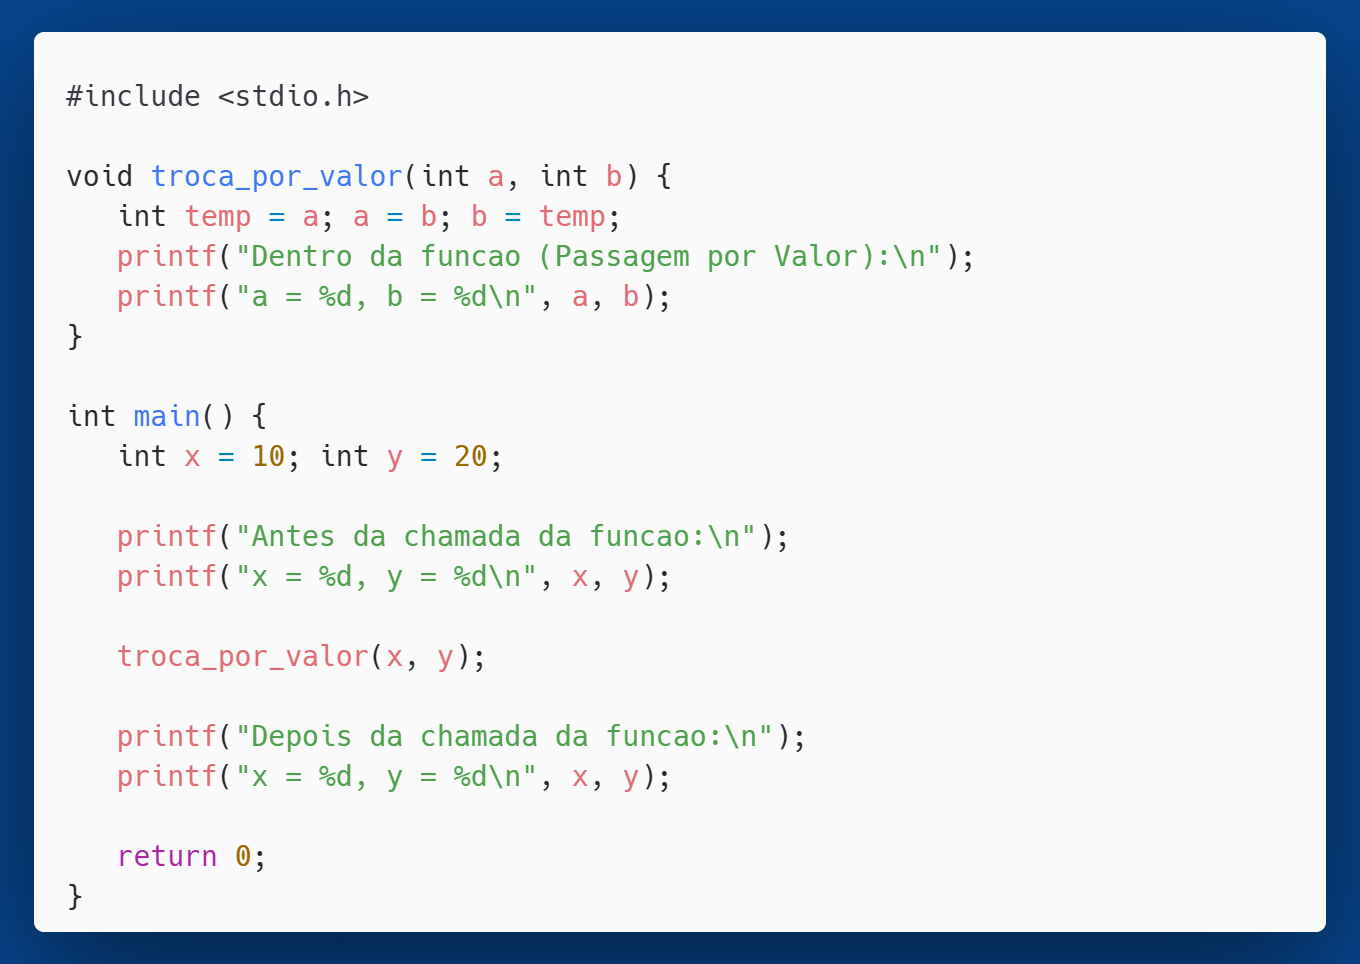 #include <stdio.h>

void troca_por_valor(int a, int b) {
   int temp = a; a = b; b = temp;
   printf("Dentro da funcao (Passagem por Valor):\n");
   printf("a = %d, b = %d\n", a, b);
}

int main() {
   int x = 10; int y = 20;

   printf("Antes da chamada da funcao:\n");
   printf("x = %d, y = %d\n", x, y);

   troca_por_valor(x, y);

   printf("Depois da chamada da funcao:\n");
   printf("x = %d, y = %d\n", x, y);

   return 0;
}